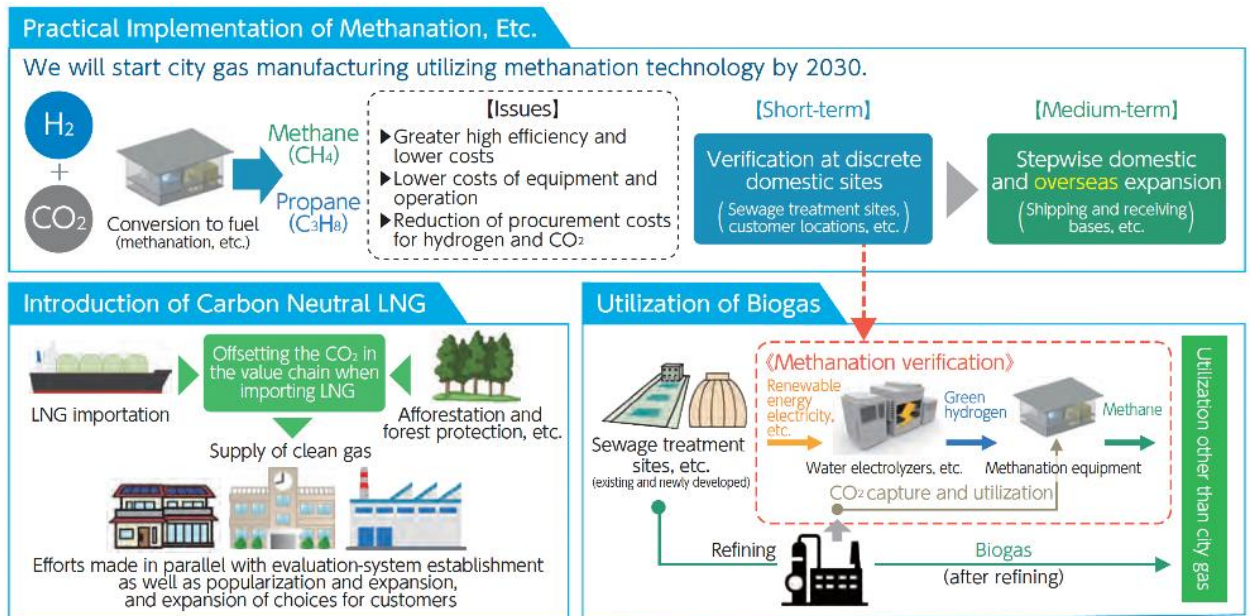 Practical Implementation of Methanation, Etc.
We will start city gas manufacturing utilizing methanation technology by 2030.
H2
+
CO2
Conversion to fuel
(methanation, etc.)
Methane
(CH4)
Propane
(C3H8)
【Issues】
▶Greater high efficiency and
lower costs
▶Lower costs of equipment and
operation
▶Reduction of procurement costs
for hydrogen and CO2
【Short-term】
Verification at discrete
domestic sites
(Sewage treatment sites,
customer locations, etc.)
【Medium-term】
Stepwise domestic
and overseas expansion
(Shipping and receiving
bases, etc.)
Introduction of Carbon Neutral LNG
LNG importation
Offsetting the CO2 in
the value chain when
importing LNG
Afforestation and
forest protection, etc.
Supply of clean gas
Efforts made in parallel with evaluation-system establishment
as well as popularization and expansion,
and expansion of choices for customers
Utilization of Biogas
Sewage treatment
sites, etc.
(existing and newly developed)
《Methanation verification》
Renewable
energy
electricity,
etc.
Water electrolyzers, etc.
Green
hydrogen
Methanation equipment
Methane
CO2 capture and utilization
Refining
Biogas
(after refining)
Utilization other than city gas